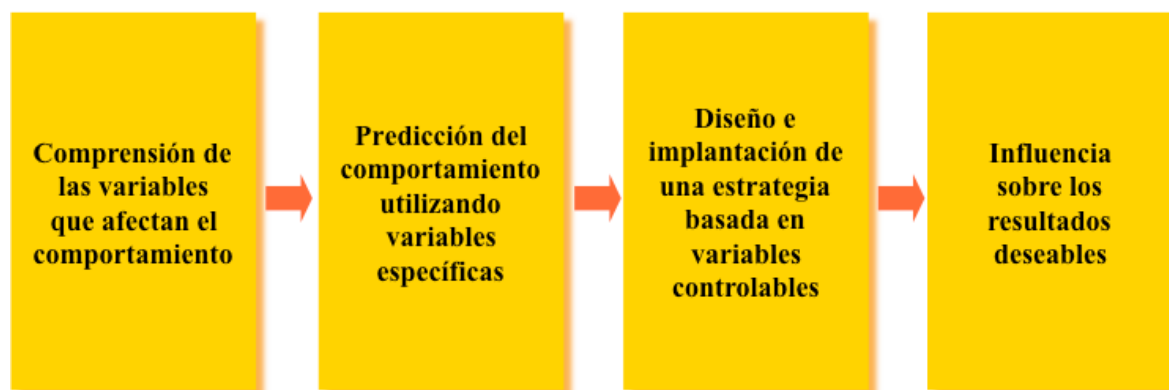 Comprensión de
las variables
que afectan el
comportamiento
Predicción del
comportamiento
utilizando
variables
específicas
Diseño e
implantación de
una estrategia
basada en
variables
controlables
Influencia
sobre los
resultados
deseables